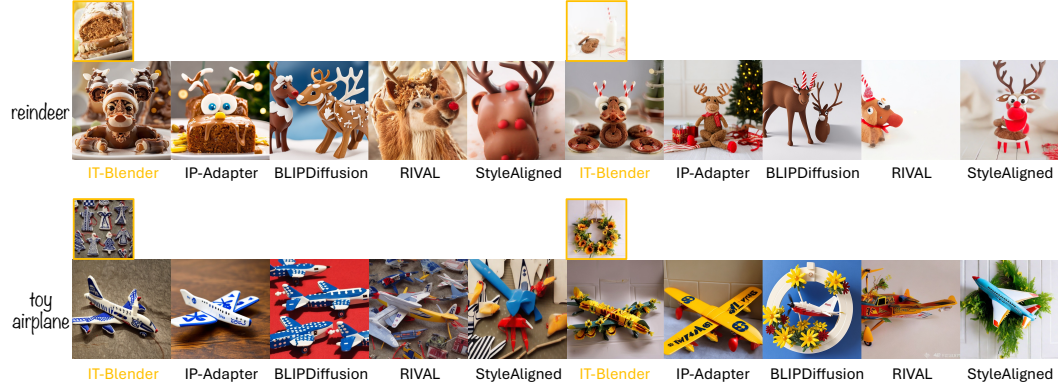 reindeer
IT-Blender IP-Adapter BLIPDiffusion RIVAL StyleAligned IT-Blender IP-Adapter BLIPDiffusion RIVAL StyleAligned
toy
airplane
IT-Blender IP-Adapter BLIPDiffusion RIVAL StyleAligned IT-Blender IP-Adapter BLIPDiffusion RIVAL StyleAligned